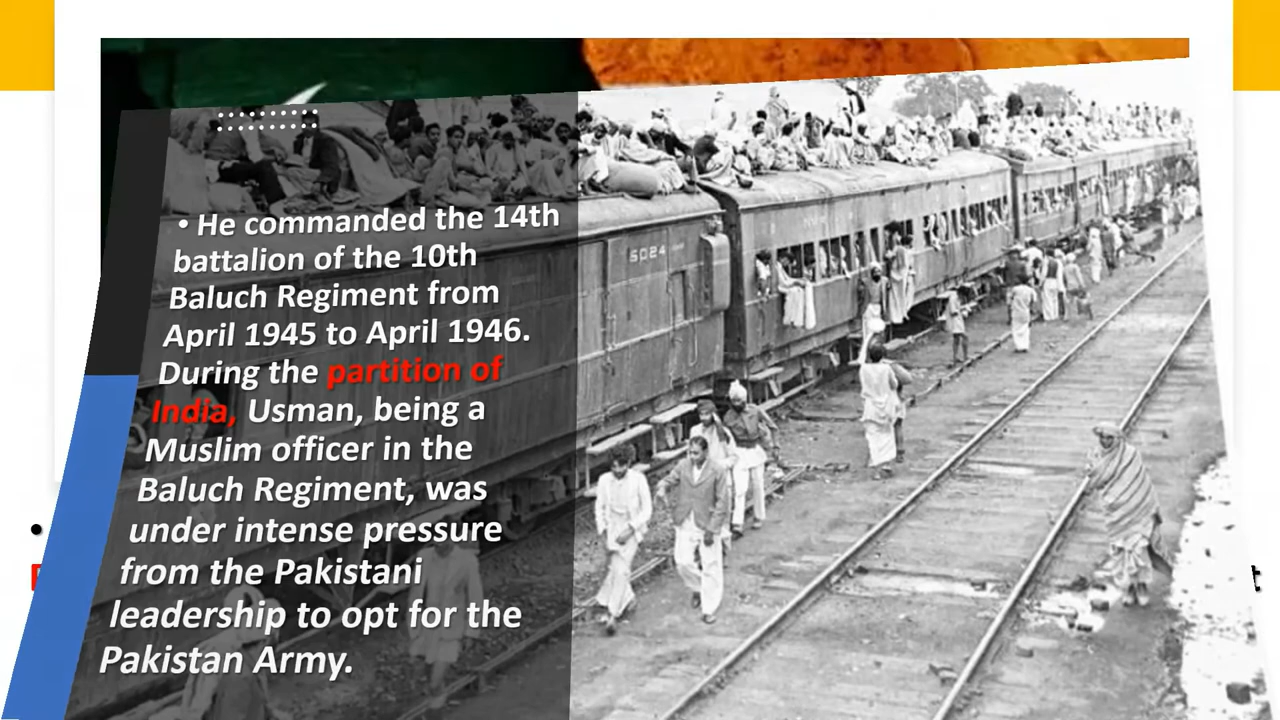 • He commanded the 14th
battalion of the 10th
Baluch Regiment from
April 1945 to April 1946.
During the partition of
India, Usman, being a
Muslim officer in the
Baluch Regiment, was
under intense pressure
from the Pakistani
leadership to opt for the
Pakistan Army.
5024